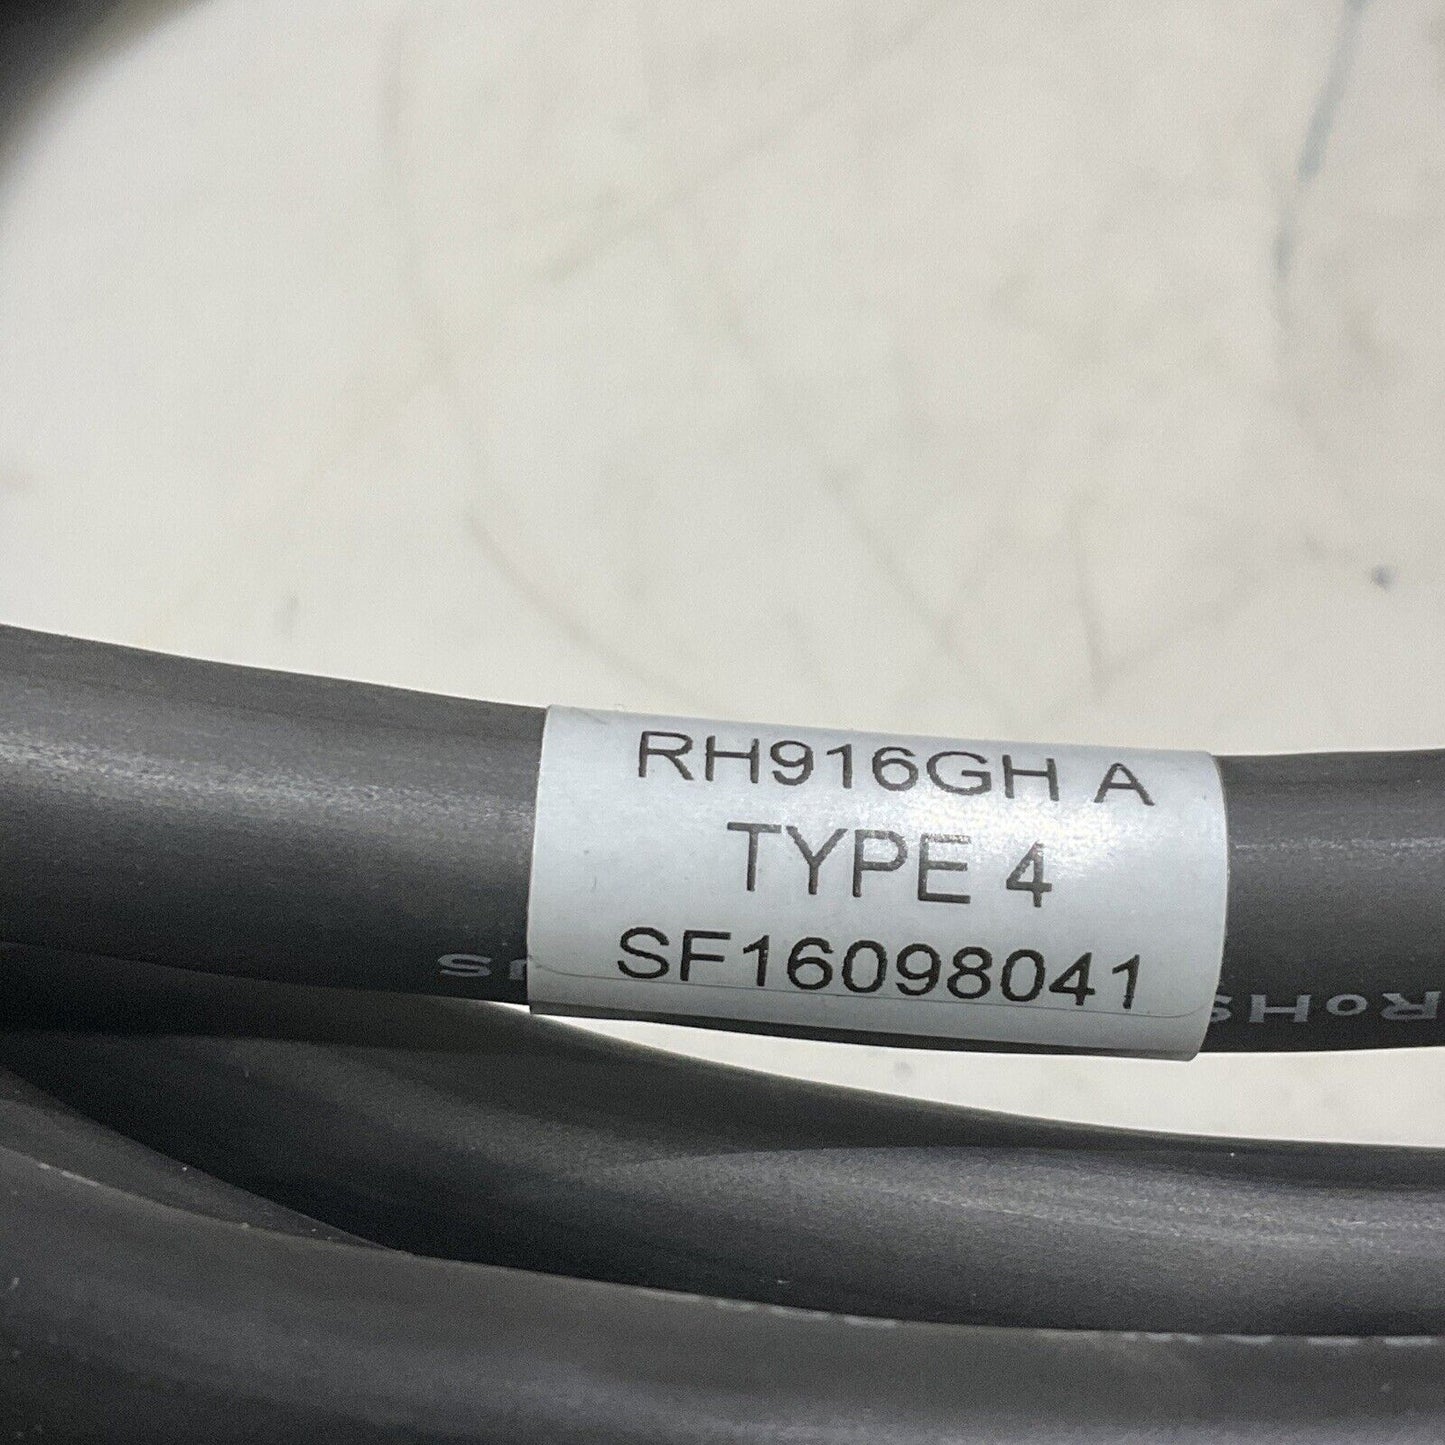 RH916GH A
TYPE 4
SF16098041
RoHS